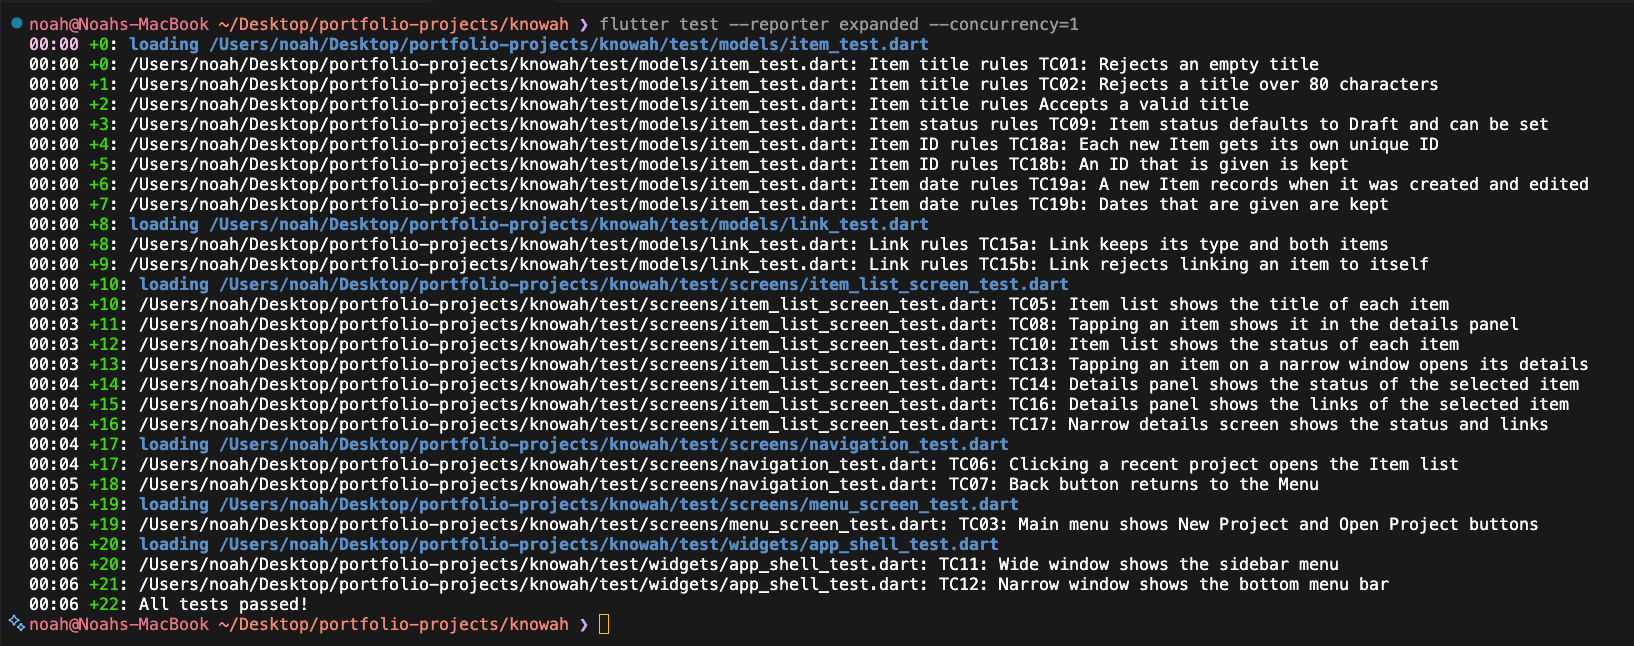 noah@Noahs-MacBook ~/Desktop/portfolio-projects/knowah ❯ flutter test --reporter expanded --concurrency=1
00:00 +0: loading /Users/noah/Desktop/portfolio-projects/knowah/test/models/item_test.dart
00:00 +0: /Users/noah/Desktop/portfolio-projects/knowah/test/models/item_test.dart: Item title rules TC01: Rejects an empty title
00:00 +1: /Users/noah/Desktop/portfolio-projects/knowah/test/models/item_test.dart: Item title rules TC02: Rejects a title over 80 characters
00:00 +2: /Users/noah/Desktop/portfolio-projects/knowah/test/models/item_test.dart: Item title rules Accepts a valid title
00:00 +3: /Users/noah/Desktop/portfolio-projects/knowah/test/models/item_test.dart: Item status rules TC09: Item status defaults to Draft and can be set
00:00 +4: /Users/noah/Desktop/portfolio-projects/knowah/test/models/item_test.dart: Item ID rules TC18a: Each new Item gets its own unique ID
00:00 +5: /Users/noah/Desktop/portfolio-projects/knowah/test/models/item_test.dart: Item ID rules TC18b: An ID that is given is kept
00:00 +6: /Users/noah/Desktop/portfolio-projects/knowah/test/models/item_test.dart: Item date rules TC19a: A new Item records when it was created and edited
00:00 +7: /Users/noah/Desktop/portfolio-projects/knowah/test/models/item_test.dart: Item date rules TC19b: Dates that are given are kept
00:00 +8: loading /Users/noah/Desktop/portfolio-projects/knowah/test/models/link_test.dart
00:00 +8: /Users/noah/Desktop/portfolio-projects/knowah/test/models/link_test.dart: Link rules TC15a: Link keeps its type and both items
00:00 +9: /Users/noah/Desktop/portfolio-projects/knowah/test/models/link_test.dart: Link rules TC15b: Link rejects linking an item to itself
00:00 +10: loading /Users/noah/Desktop/portfolio-projects/knowah/test/screens/item_list_screen_test.dart
00:03 +10: /Users/noah/Desktop/portfolio-projects/knowah/test/screens/item_list_screen_test.dart: TC05: Item list shows the title of each item
00:03 +11: /Users/noah/Desktop/portfolio-projects/knowah/test/screens/item_list_screen_test.dart: TC08: Tapping an item shows it in the details panel
00:03 +12: /Users/noah/Desktop/portfolio-projects/knowah/test/screens/item_list_screen_test.dart: TC10: Item list shows the status of each item
00:03 +13: /Users/noah/Desktop/portfolio-projects/knowah/test/screens/item_list_screen_test.dart: TC13: Tapping an item on a narrow window opens its details
00:04 +14: /Users/noah/Desktop/portfolio-projects/knowah/test/screens/item_list_screen_test.dart: TC14: Details panel shows the status of the selected item
00:04 +15: /Users/noah/Desktop/portfolio-projects/knowah/test/screens/item_list_screen_test.dart: TC16: Details panel shows the links of the selected item
00:04 +16: /Users/noah/Desktop/portfolio-projects/knowah/test/screens/item_list_screen_test.dart: TC17: Narrow details screen shows the status and links
00:04 +17: loading /Users/noah/Desktop/portfolio-projects/knowah/test/screens/navigation_test.dart
00:04 +17: /Users/noah/Desktop/portfolio-projects/knowah/test/screens/navigation_test.dart: TC06: Clicking a recent project opens the Item list
00:05 +18: /Users/noah/Desktop/portfolio-projects/knowah/test/screens/navigation_test.dart: TC07: Back button returns to the Menu
00:05 +19: loading /Users/noah/Desktop/portfolio-projects/knowah/test/screens/menu_screen_test.dart
00:05 +19: /Users/noah/Desktop/portfolio-projects/knowah/test/screens/menu_screen_test.dart: TC03: Main menu shows New Project and Open Project buttons
00:06 +20: loading /Users/noah/Desktop/portfolio-projects/knowah/test/widgets/app_shell_test.dart
00:06 +20: /Users/noah/Desktop/portfolio-projects/knowah/test/widgets/app_shell_test.dart: TC11: Wide window shows the sidebar menu
00:06 +21: /Users/noah/Desktop/portfolio-projects/knowah/test/widgets/app_shell_test.dart: TC12: Narrow window shows the bottom menu bar
00:06 +22: All tests passed!
noah@Noahs-MacBook ~/Desktop/portfolio-projects/knowah ❯